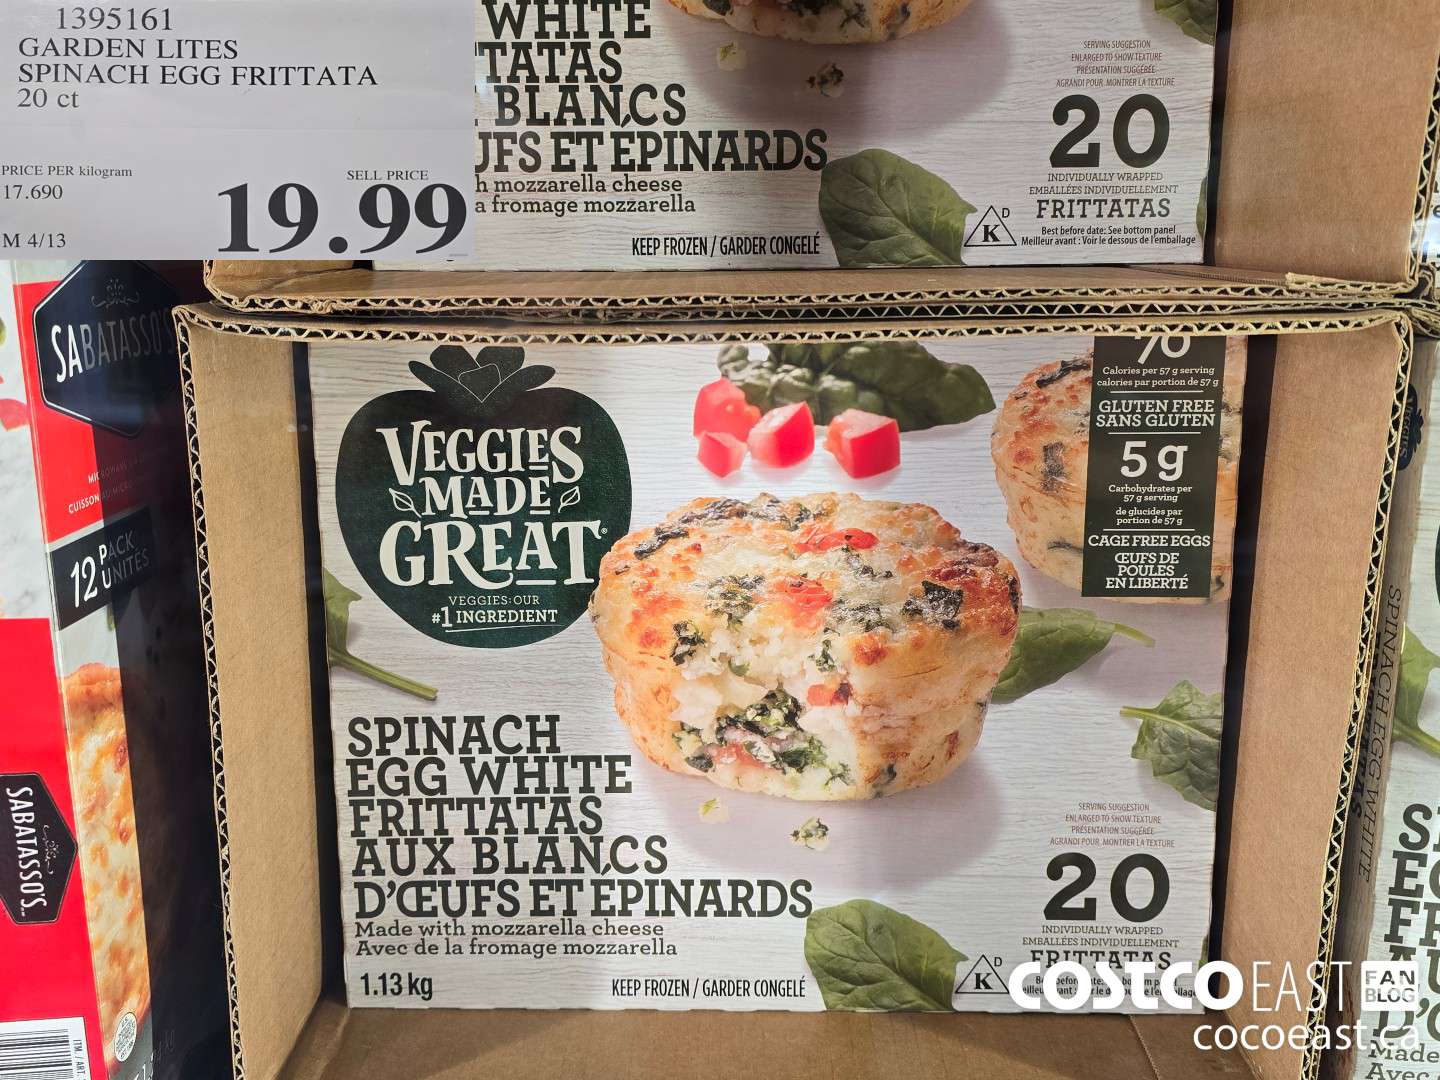 1395161
GARDEN LITES
SPINACH EGG FRITTATA
20 ct
PRICE PER kilogram
17.690
SELL PRICE
19.99
M 4/13
WHITE
TATAS
BLANCS
UFS ET ÉPINARDS
h mozzarella cheese
a fromage mozzarella
KEEP FROZEN / GARDER CONGELÉ
SERVING SUGGESTION
ENLARGED TO SHOW TEXTURE
PRÉSENTATION SUGGÉRÉE
AGRANDI POUR MONTRER LA TEXTURE
20
INDIVIDUALLY WRAPPED
EMBALLÉES INDIVIDUELLEMENT
FRITTATAS
K D
Best before date: See bottom panel
Meilleur avant : Voir le dessous de l'emballage
SABATASSO'S
12 PACK
UNITÉS
SABATASSO'S
VEGGIES
MADE
GREAT®
VEGGIES: OUR
#1 INGREDIENT
70
Calories per 57 g serving
calories par portion de 57 g
GLUTEN FREE
SANS GLUTEN
5 g
Carbohydrates per
57 g serving
de glucides par
portion de 57 g
CAGE FREE EGGS
ŒUFS DE
POULES
EN LIBERTÉ
SPINACH
EGG WHITE
FRITTATAS
AUX BLANCS
D'ŒUFS ET ÉPINARDS
Made with mozzarella cheese
Avec de la fromage mozzarella
1.13 kg
KEEP FROZEN / GARDER CONGELÉ
SERVING SUGGESTION
ENLARGED TO SHOW TEXTURE
PRÉSENTATION SUGGÉRÉE
AGRANDI POUR MONTRER LA TEXTURE
20
INDIVIDUALLY WRAPPED
EMBALLÉES INDIVIDUELLEMENT
FRITTATAS
K D
SPINACH EGG WHITE
COSTCO EAST FAN BLOG
cocoeast.ca
Made
Avec